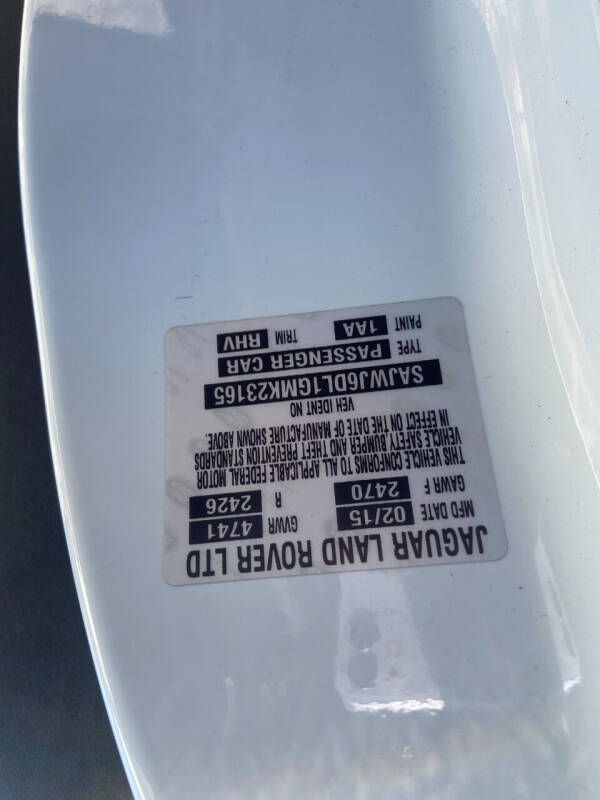 JAGUAR LAND ROVER LTD
MFD DATE 02/15 GVWR 4741
GAWR F 2470 R 2426
THIS VEHICLE CONFORMS TO ALL APPLICABLE FEDERAL MOTOR
VEHICLE SAFETY BUMPER AND THEFT PREVENTION STANDARDS
IN EFFECT ON THE DATE OF MANUFACTURE SHOWN ABOVE.
VEH IDENT NO
SAJWJ6DL1GMK23165
TYPE PASSENGER CAR
PAINT 1AA TRIM RHV